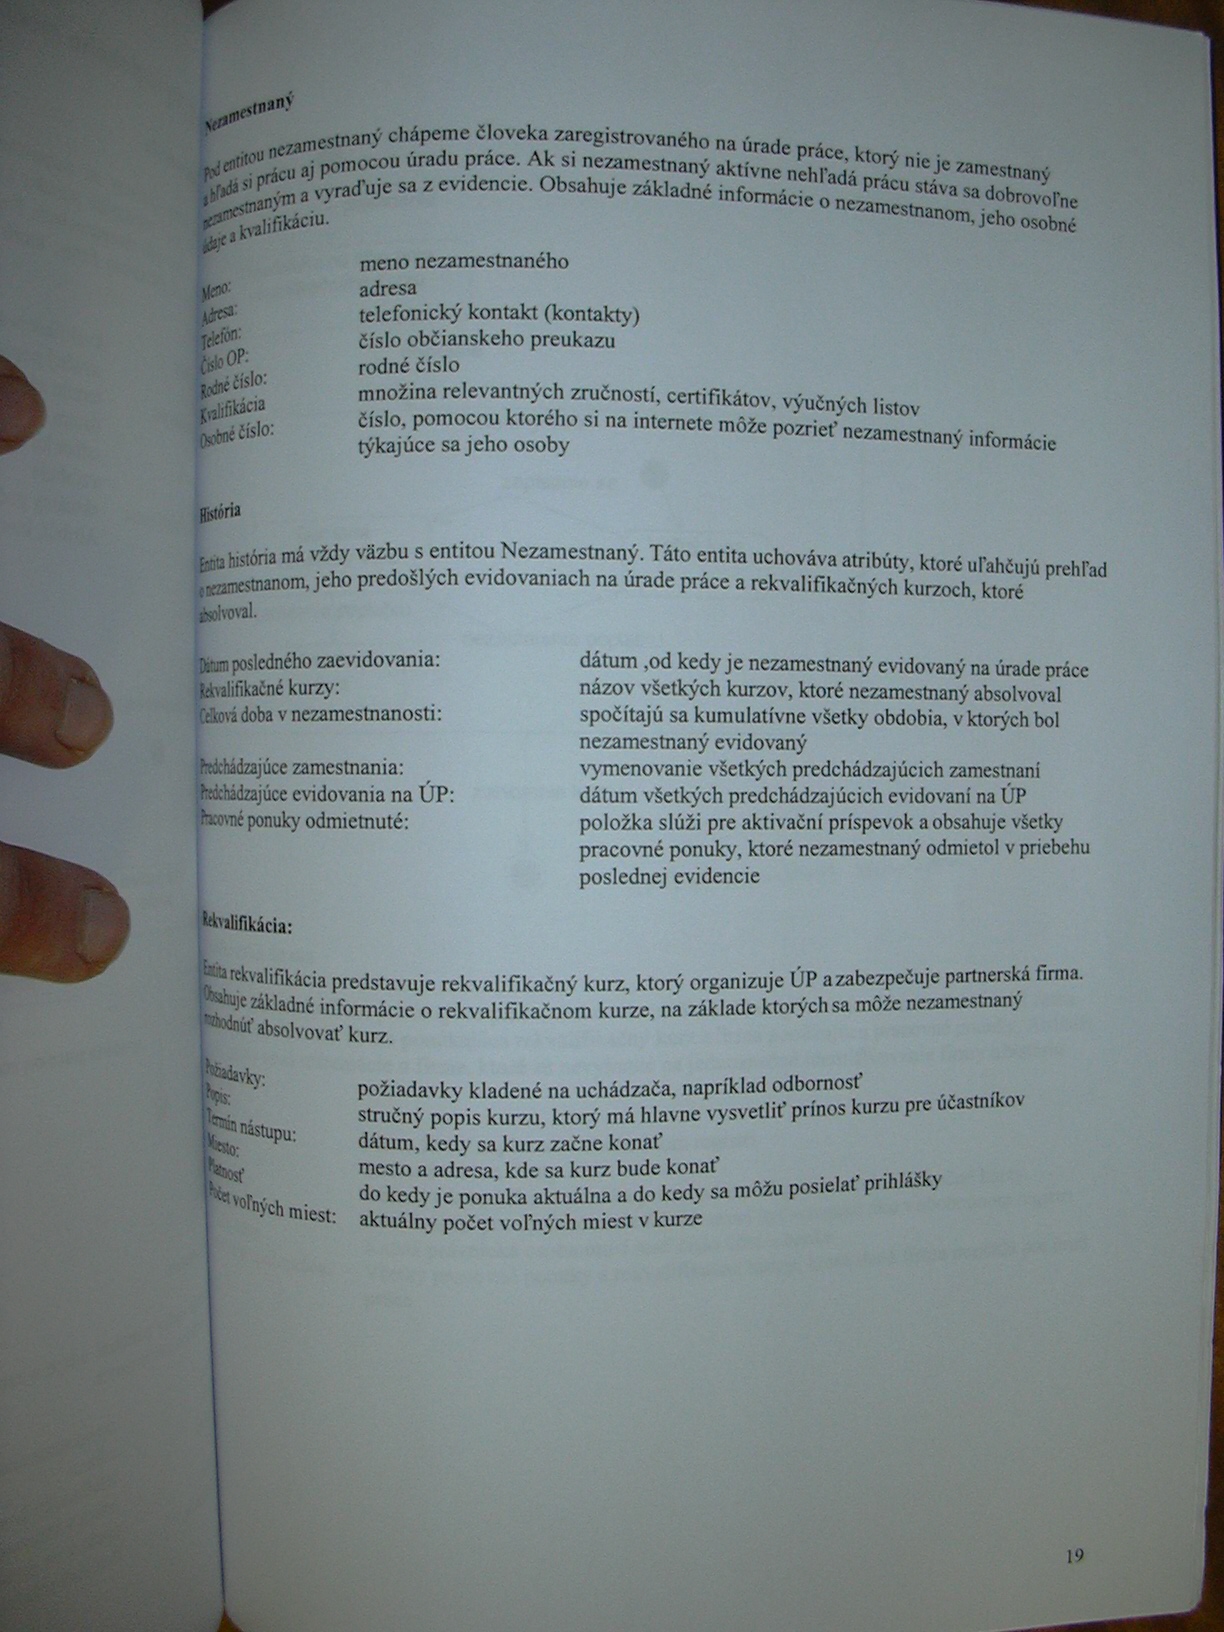 Nezamestnaný
Pod entitou nezamestnaný chápeme človeka zaregistrovaného na úrade práce, ktorý nie je zamestnaný
a hľadá si prácu aj pomocou úradu práce. Ak si nezamestnaný aktívne nehľadá prácu stáva sa dobrovoľne
nezamestnaným a vyraďuje sa z evidencie. Obsahuje základné informácie o nezamestnanom, jeho osobné
údaje a kvalifikáciu.
Meno: meno nezamestnaného
Adresa: adresa
Telefón: telefonický kontakt (kontakty)
Číslo OP: číslo občianskeho preukazu
Rodné číslo: rodné číslo
Kvalifikácia množina relevantných zručností, certifikátov, výučných listov
Osobné číslo: číslo, pomocou ktorého si na internete môže pozrieť nezamestnaný informácie
týkajúce sa jeho osoby
História
Entita história má vždy väzbu s entitou Nezamestnaný. Táto entita uchováva atribúty, ktoré uľahčujú prehľad
o nezamestnanom, jeho predošlých evidovaniach na úrade práce a rekvalifikačných kurzoch, ktoré
absolvoval.
Dátum posledného zaevidovania: dátum ,od kedy je nezamestnaný evidovaný na úrade práce
Rekvalifikačné kurzy: názov všetkých kurzov, ktoré nezamestnaný absolvoval
Celková doba v nezamestnanosti: spočítajú sa kumulatívne všetky obdobia, v ktorých bol
nezamestnaný evidovaný
Predchádzajúce zamestnania: vymenovanie všetkých predchádzajúcich zamestnaní
Predchádzajúce evidovania na ÚP: dátum všetkých predchádzajúcich evidovaní na ÚP
Pracovné ponuky odmietnuté: položka slúži pre aktivační príspevok a obsahuje všetky
pracovné ponuky, ktoré nezamestnaný odmietol v priebehu
poslednej evidencie
Rekvalifikácia:
Entita rekvalifikácia predstavuje rekvalifikačný kurz, ktorý organizuje ÚP a zabezpečuje partnerská firma.
Obsahuje základné informácie o rekvalifikačnom kurze, na základe ktorých sa môže nezamestnaný
rozhodnúť absolvovať kurz.
Požiadavky: požiadavky kladené na uchádzača, napríklad odbornosť
Popis: stručný popis kurzu, ktorý má hlavne vysvetliť prínos kurzu pre účastníkov
Termín nástupu: dátum, kedy sa kurz začne konať
Miesto: mesto a adresa, kde sa kurz bude konať
Platnosť do kedy je ponuka aktuálna a do kedy sa môžu posielať prihlášky
Počet voľných miest: aktuálny počet voľných miest v kurze
19